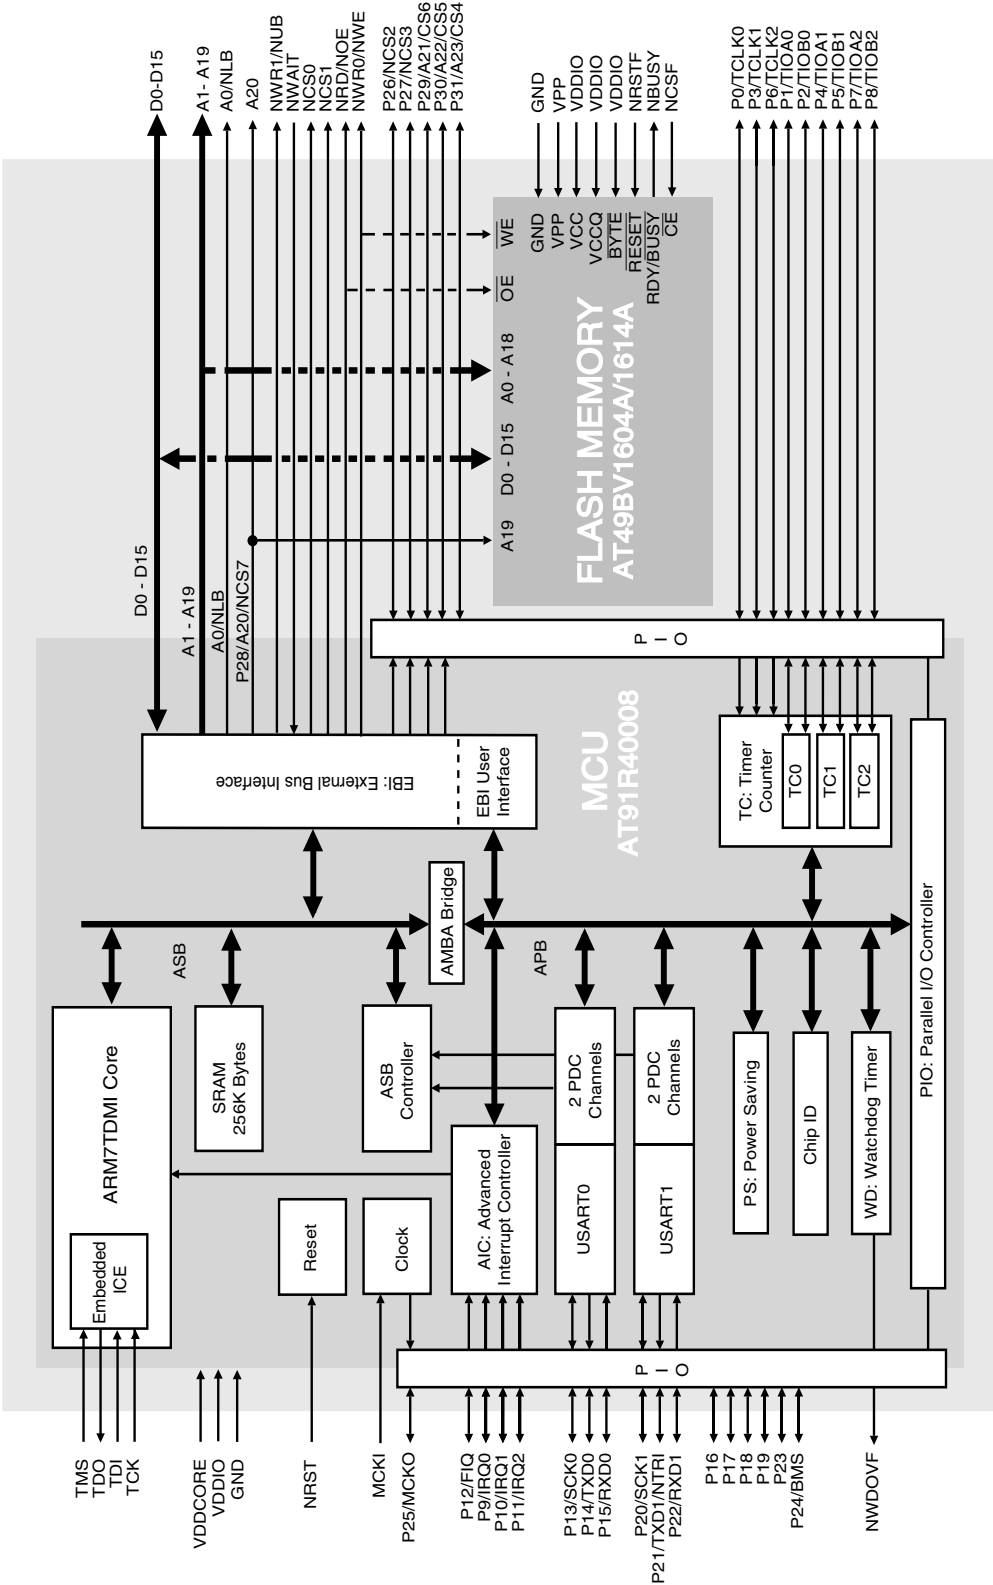 D0-D15
A1- A19
A0/NLB
A20
NWR1/NUB
NWAIT
NCS0
NCS1
NRD/NOE
NWR0/NWE
P26/NCS2
P27/NCS3
P29/A21/CS6
P30/A22/CS5
P31/A23/CS4
GND
VPP
VDDIO
VDDIO
VDDIO
NRSTF
NBUSY
NCSF
P0/TCLK0
P3/TCLK1
P6/TCLK2
P1/TIOA0
P2/TIOB0
P4/TIOA1
P5/TIOB1
P7/TIOA2
P8/TIOB2
WE
OE
A0 - A18
D0 - D15
A19
GND
VPP
VCC
VCCQ
BYTE
RESET
RDY/BUSY
CE
FLASH MEMORY
AT49BV1604A/1614A
D0 - D15
A1 - A19
A0/NLB
P28/A20/NCS7
PIO
EBI: External Bus Interface
EBI User
Interface
MCU
AT91R40008
TC: Timer
Counter
TC0
TC1
TC2
AMBA Bridge
ASB
APB
PIO: Parallel I/O Controller
ARM7TDMI Core
Embedded
ICE
SRAM
256K Bytes
ASB
Controller
Reset
Clock
AIC: Advanced
Interrupt Controller
2 PDC
Channels
USART0
2 PDC
Channels
USART1
PS: Power Saving
Chip ID
WD: Watchdog Timer
PIO
TMS
TDO
TDI
TCK
VDDCORE
VDDIO
GND
NRST
MCKI
P25/MCKO
P12/FIQ
P9/IRQ0
P10/IRQ1
P11/IRQ2
P13/SCK0
P14/TXD0
P15/RXD0
P20/SCK1
P21/TXD1/NTRI
P22/RXD1
P16
P17
P18
P19
P23
P24/BMS
NWDOVF